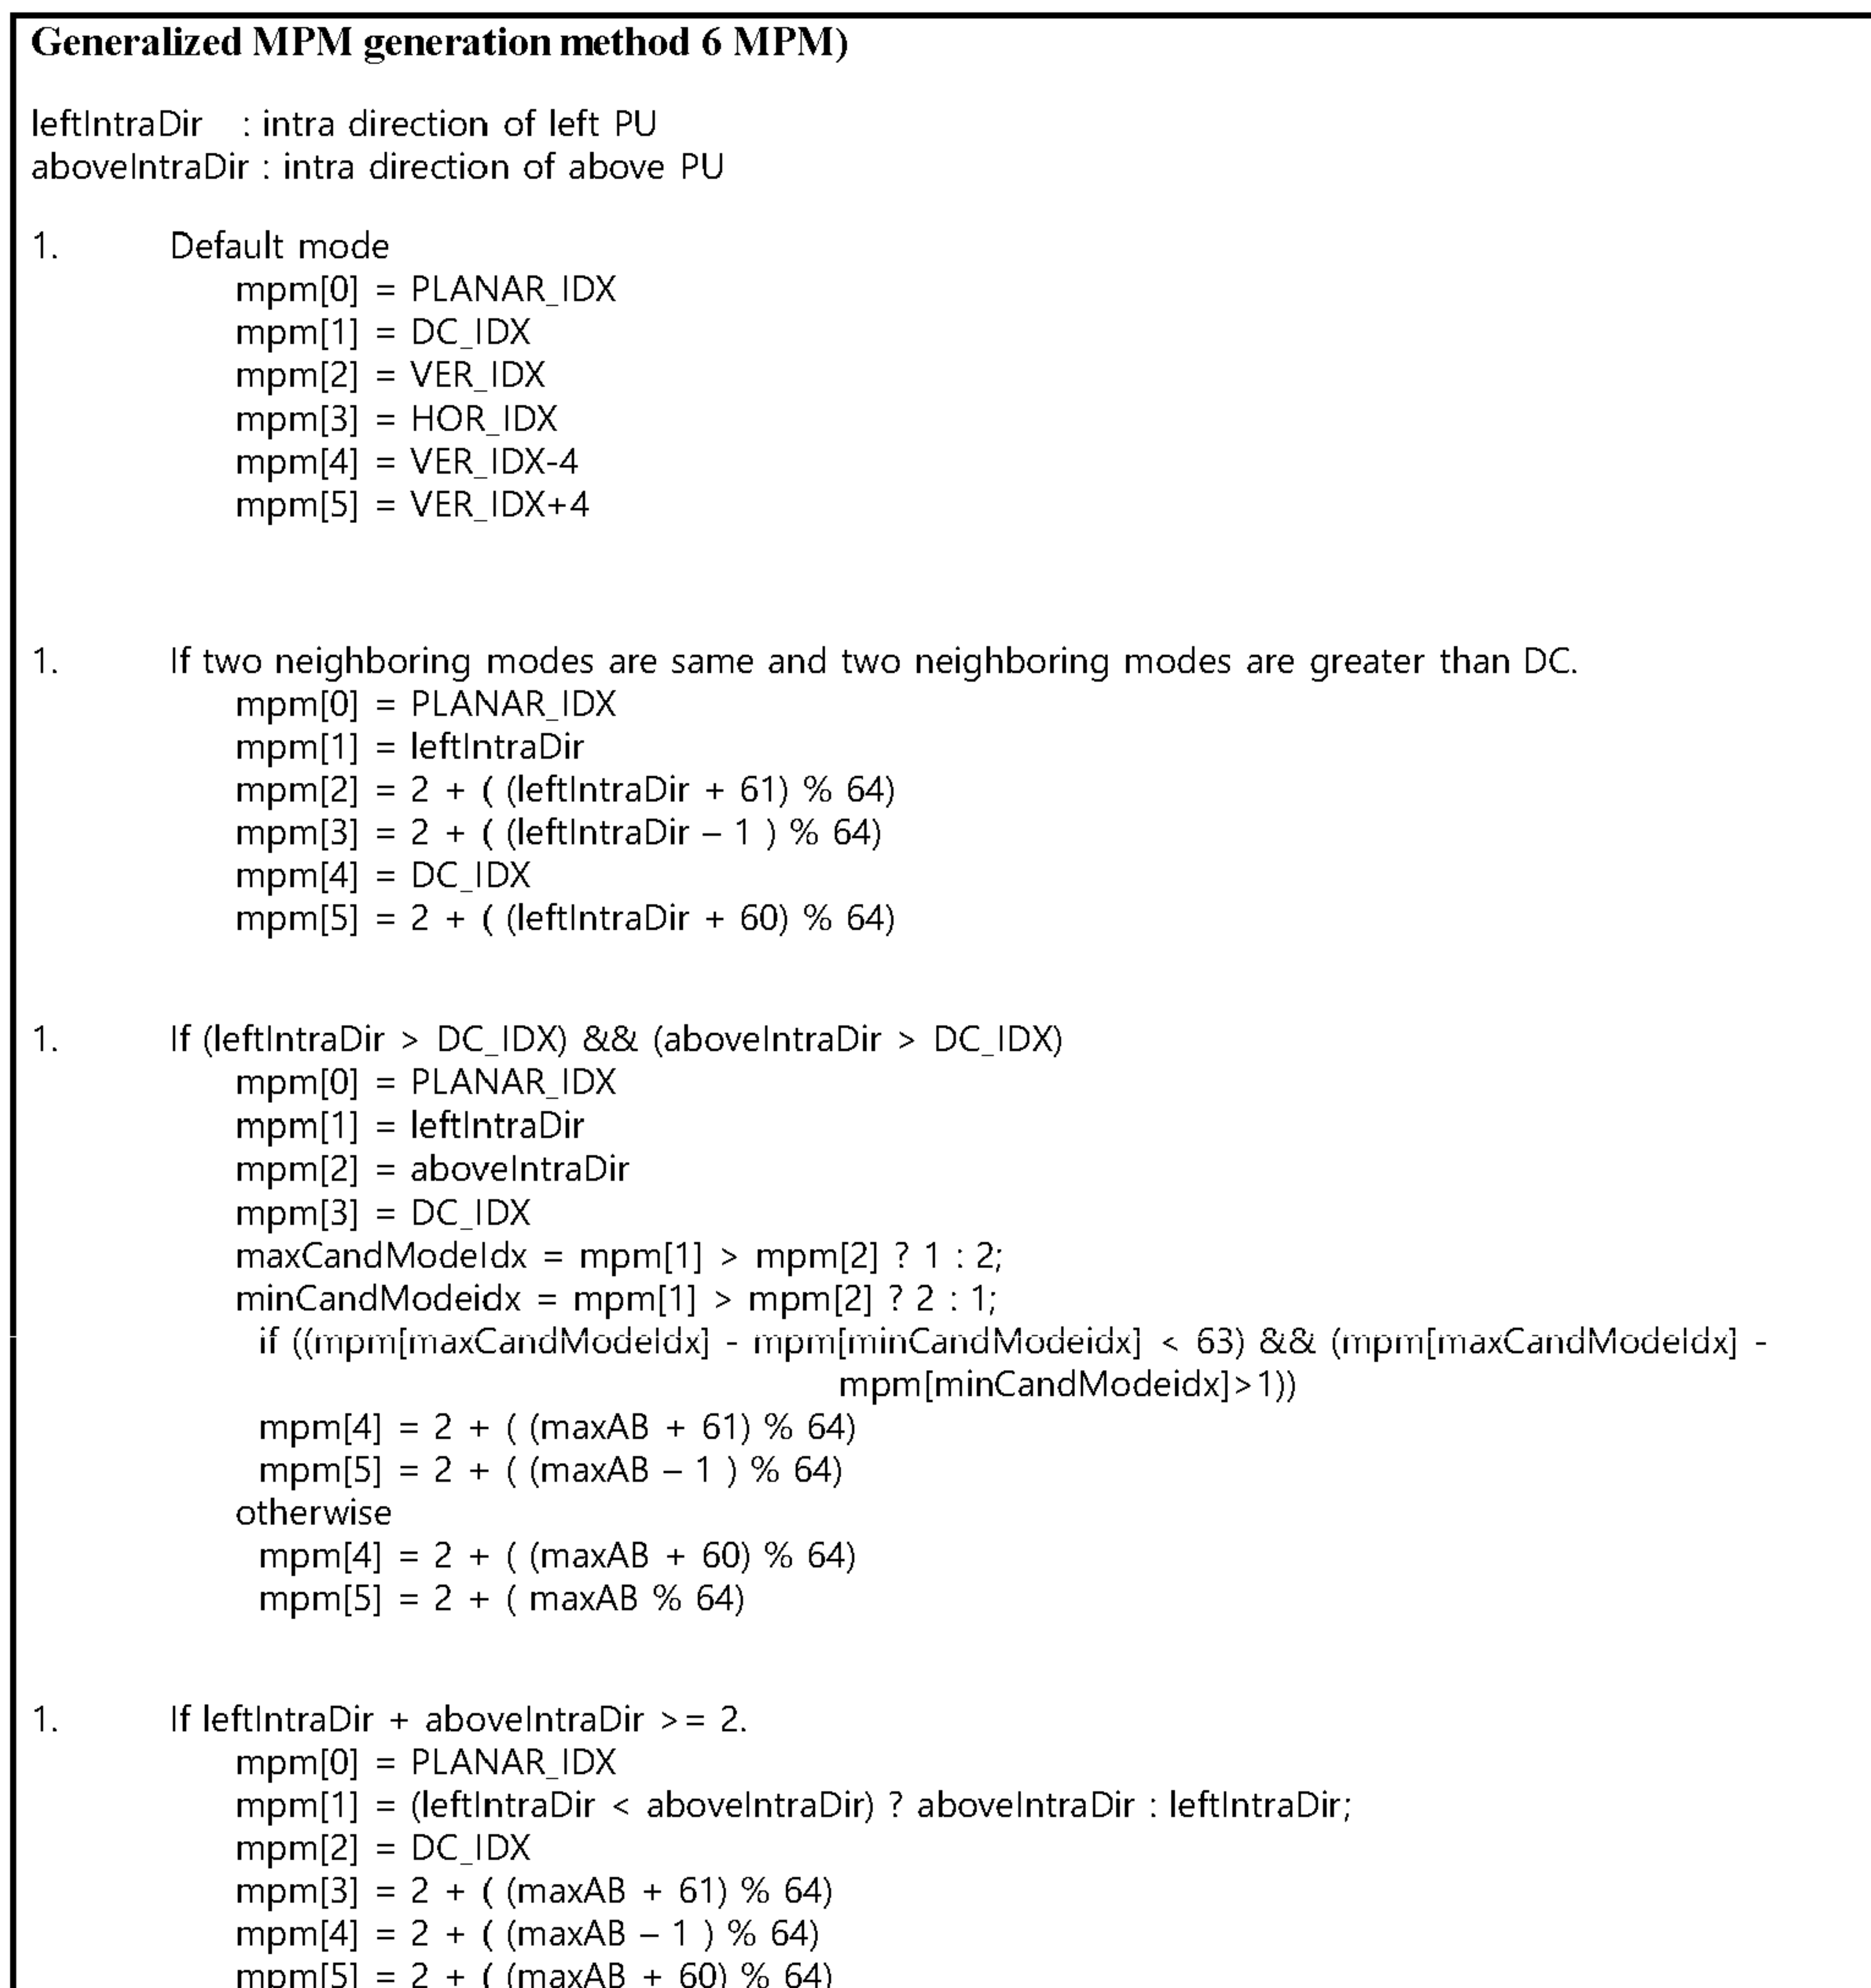 Generalized MPM generation method 6 MPM)
leftIntraDir : intra direction of left PU
aboveIntraDir : intra direction of above PU
1. Default mode
mpm[0] = PLANAR_IDX
mpm[1] = DC_IDX
mpm[2] = VER_IDX
mpm[3] = HOR_IDX
mpm[4] = VER_IDX-4
mpm[5] = VER_IDX+4
1. If two neighboring modes are same and two neighboring modes are greater than DC.
mpm[0] = PLANAR_IDX
mpm[1] = leftIntraDir
mpm[2] = 2 + ( (leftIntraDir + 61) % 64)
mpm[3] = 2 + ( (leftIntraDir – 1 ) % 64)
mpm[4] = DC_IDX
mpm[5] = 2 + ( (leftIntraDir + 60) % 64)
1. If (leftIntraDir > DC_IDX) && (aboveIntraDir > DC_IDX)
mpm[0] = PLANAR_IDX
mpm[1] = leftIntraDir
mpm[2] = aboveIntraDir
mpm[3] = DC_IDX
maxCandModeIdx = mpm[1] > mpm[2] ? 1 : 2;
minCandModeidx = mpm[1] > mpm[2] ? 2 : 1;
if ((mpm[maxCandModeIdx] - mpm[minCandModeidx] < 63) && (mpm[maxCandModeIdx] -
mpm[minCandModeidx]>1))
mpm[4] = 2 + ( (maxAB + 61) % 64)
mpm[5] = 2 + ( (maxAB – 1 ) % 64)
otherwise
mpm[4] = 2 + ( (maxAB + 60) % 64)
mpm[5] = 2 + ( maxAB % 64)
1. If leftIntraDir + aboveIntraDir >= 2.
mpm[0] = PLANAR_IDX
mpm[1] = (leftIntraDir < aboveIntraDir) ? aboveIntraDir : leftIntraDir;
mpm[2] = DC_IDX
mpm[3] = 2 + ( (maxAB + 61) % 64)
mpm[4] = 2 + ( (maxAB – 1 ) % 64)
mpm[5] = 2 + ( (maxAB + 60) % 64)